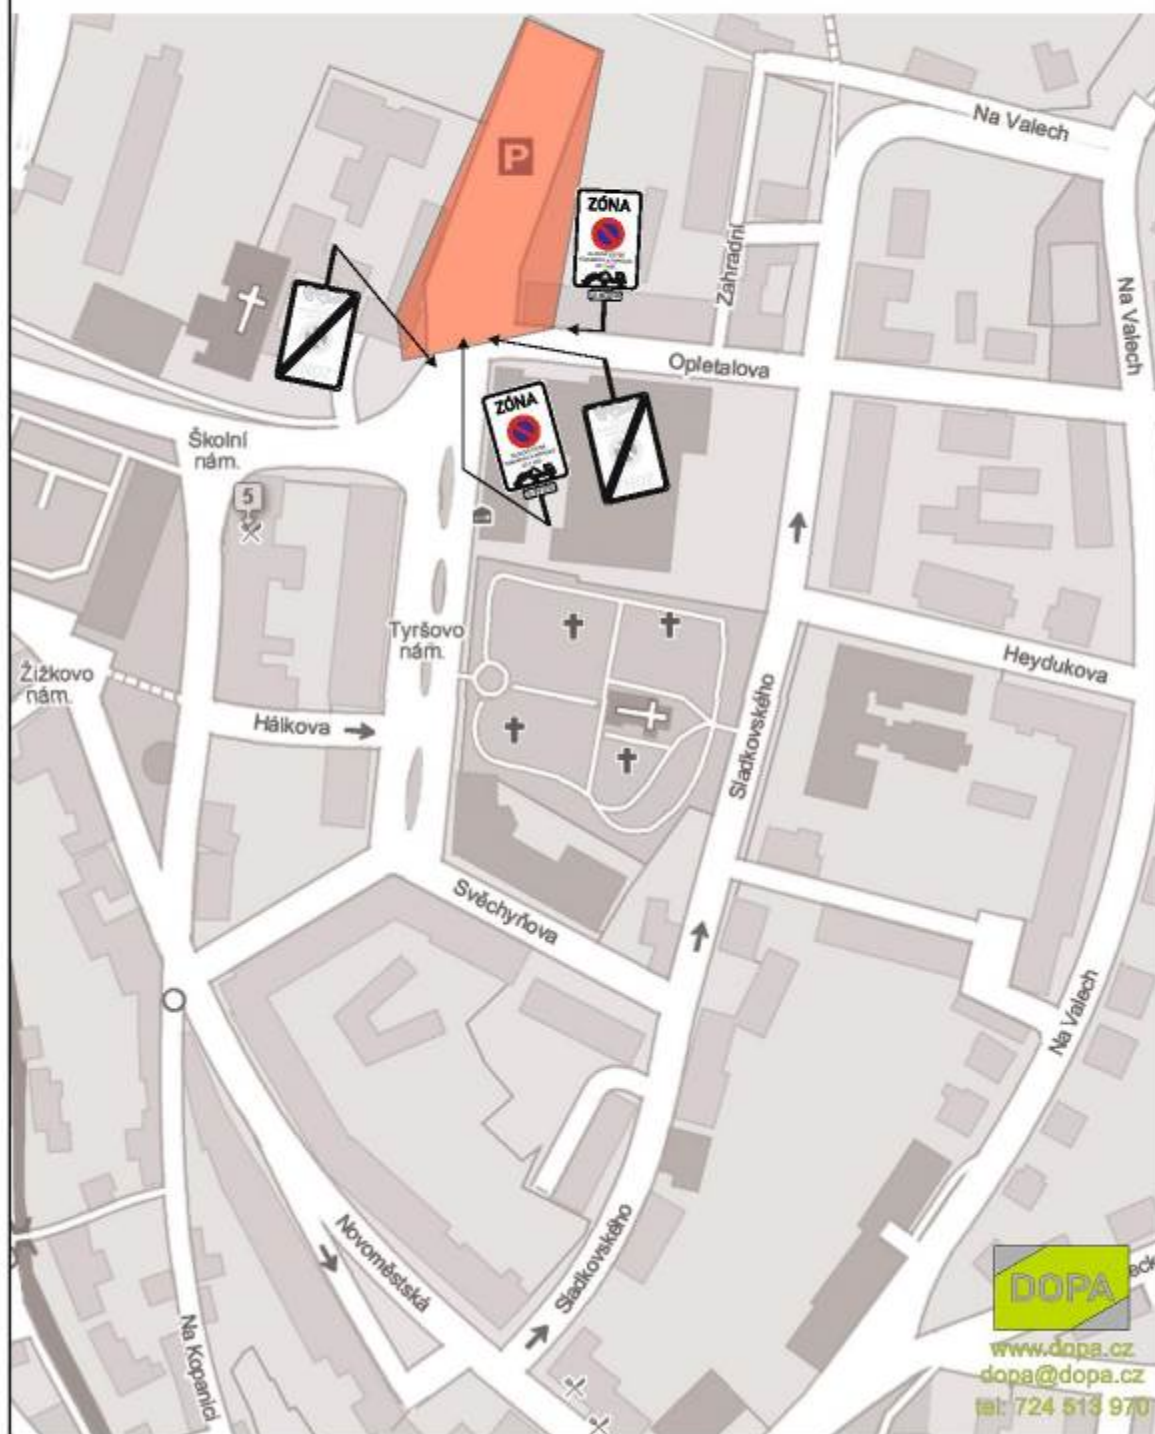 Na Valech
P
ZÓNA
Zahradní
Na Valech
Opletalova
ZÓNA
Školní
nám.
5
Tyršovo
nám.
Heydukova
Žižkovo
nám.
Hálkova
Sladkovského
Svěchyňova
Na Valech
Sladkovského
Novoměstská
Na Kopanici
DOPA
www.dopa.cz
dopa@dopa.cz
tel: 724 513 970